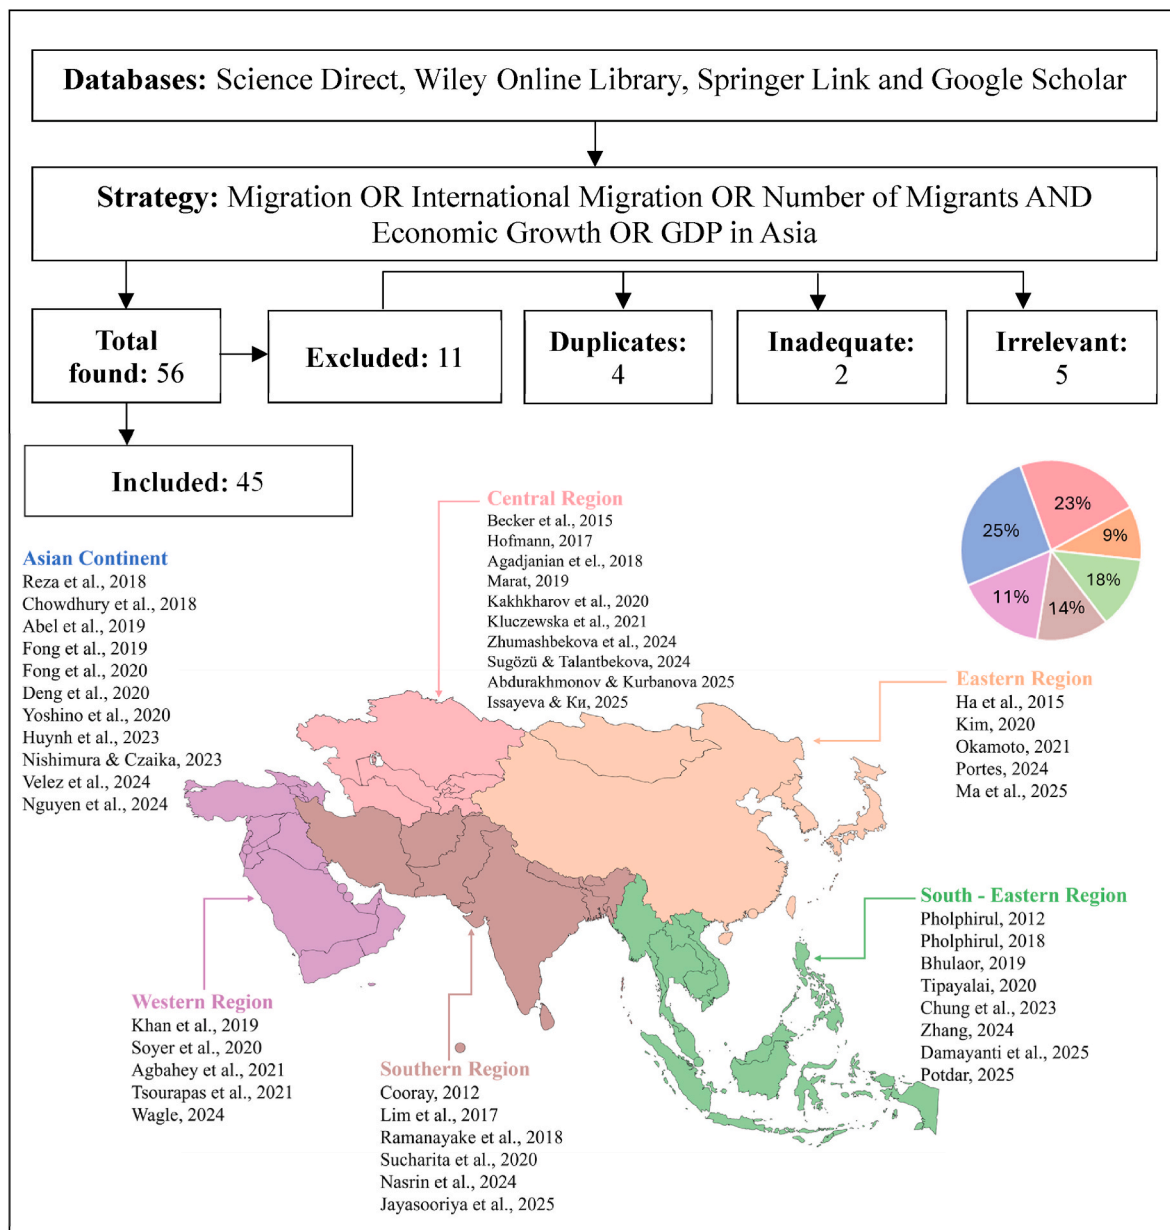 Databases: Science Direct, Wiley Online Library, Springer Link and Google Scholar
Strategy: Migration OR International Migration OR Number of Migrants AND
Economic Growth OR GDP in Asia
Total
found: 56
Excluded: 11
Duplicates:
4
Inadequate:
2
Irrelevant:
5
Included: 45
Asian Continent
Reza et al., 2018
Chowdhury et al., 2018
Abel et al., 2019
Fong et al., 2019
Fong et al., 2020
Deng et al., 2020
Yoshino et al., 2020
Huynh et al., 2023
Nishimura & Czaika, 2023
Velez et al., 2024
Nguyen et al., 2024
Central Region
Becker et al., 2015
Hofmann, 2017
Agadjanian et el., 2018
Marat, 2019
Kakhkharov et al., 2020
Kluczewska et al., 2021
Zhumashbekova et al., 2024
Sugözü & Talantbekova, 2024
Abdurakhmonov & Kurbanova 2025
Issayeva & Ки, 2025
23%
25%
9%
18%
11%
14%
Eastern Region
Ha et al., 2015
Kim, 2020
Okamoto, 2021
Portes, 2024
Ma et al., 2025
South - Eastern Region
Pholphirul, 2012
Pholphirul, 2018
Bhulaor, 2019
Tipayalai, 2020
Chung et al., 2023
Zhang, 2024
Damayanti et al., 2025
Potdar, 2025
Western Region
Khan et al., 2019
Soyer et al., 2020
Agbahey et al., 2021
Tsourapas et al., 2021
Wagle, 2024
Southern Region
Cooray, 2012
Lim et al., 2017
Ramanayake et al., 2018
Sucharita et al., 2020
Nasrin et al., 2024
Jayasooriya et al., 2025